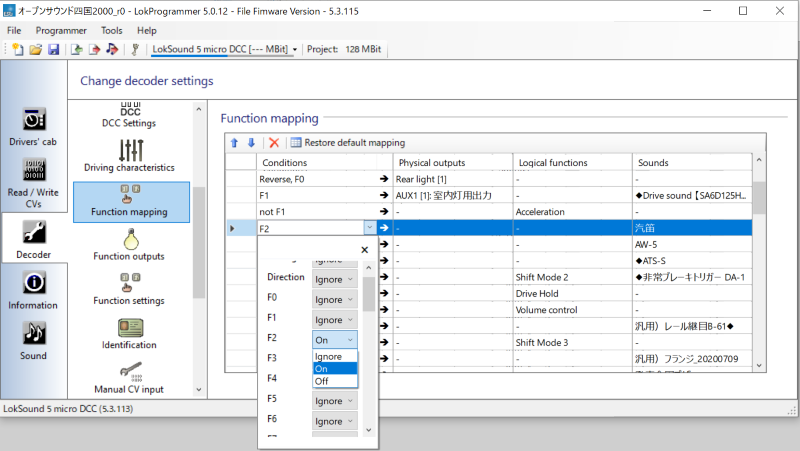 オープンサウンド四国2000_r0 - LokProgrammer 5.0.12 - File Fimware Version - 5.3.115
File Programmer Tools Help
LokSound 5 micro DCC [--- MBit] Project: 128 MBit
Change decoder settings
Drivers' cab
Read / Write
CVs
Decoder
Information
Sound
DCC
DCC Settings
Driving characteristics
Function mapping
Function outputs
Function settings
Identification
Manual CV input
Function mapping
Restore default mapping
Conditions Physical outputs Logical functions Sounds
Reverse, F0 Rear light [1] - -
F1 AUX1 [1]: 室内灯用出力 - ◆Drive sound【SA6D125H...
not F1 - Acceleration -
F2 - - 汽笛
- - AW-5
- - ◆ATS-S
- Shift Mode 2 ◆非常ブレーキトリガー DA-1
- Drive Hold -
- Volume control -
- - 汎用）レール継目B-61◆
- Shift Mode 3 -
- - 汎用）フランジ_20200709
Ignore
Direction Ignore
F0 Ignore
F1 Ignore
F2 On
Ignore
On
Off
F3
F4
F5 Ignore
F6 Ignore
LokSound 5 micro DCC (5.3.113)